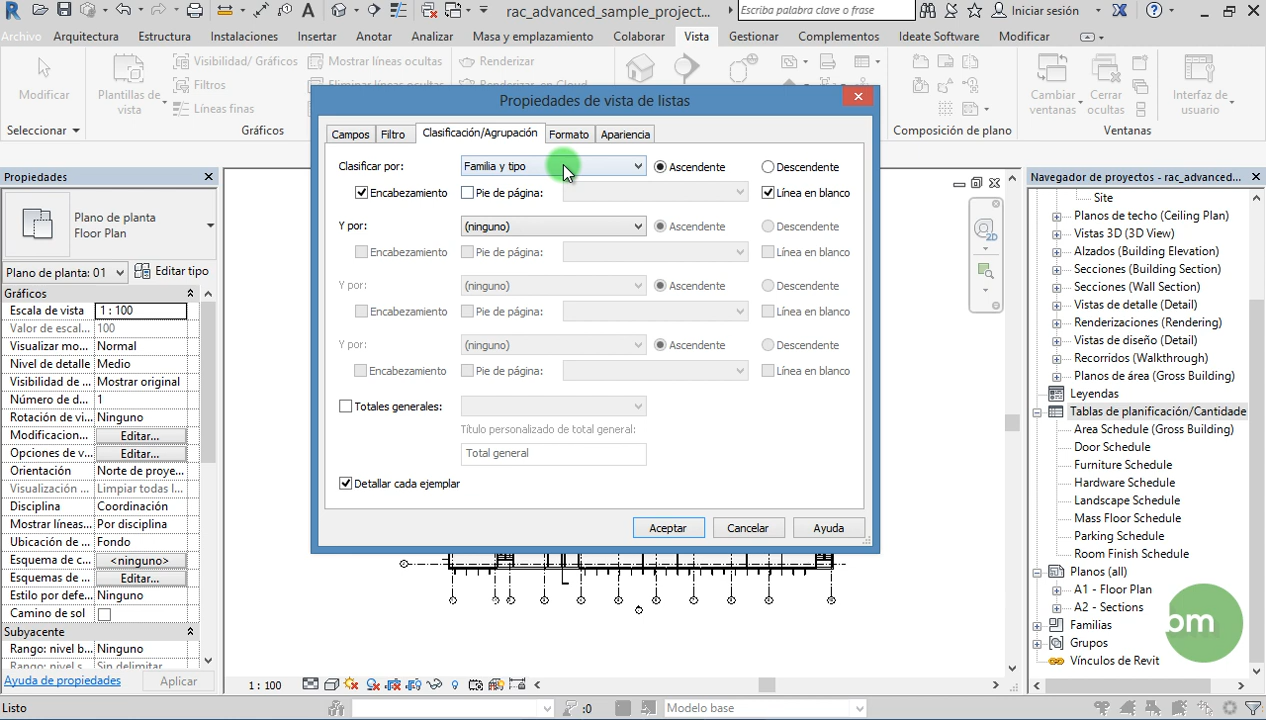 rac_advanced_sample_project...
Escriba palabra clave o frase
Iniciar sesión
Archivo
Arquitectura
Estructura
Instalaciones
Insertar
Anotar
Analizar
Masa y emplazamiento
Colaborar
Vista
Gestionar
Complementos
Ideate Software
Modificar
Modificar
Plantillas de
vista
Visibilidad/ Gráficos
Filtros
Líneas finas
Mostrar líneas ocultas
Eliminar líneas ocultas
Renderizar
Renderizar en Cloud
Cambiar
ventanas
Cerrar
ocultas
Interfaz de
usuario
Seleccionar
Gráficos
Composición de plano
Ventanas
Propiedades
Plano de planta
Floor Plan
Plano de planta: 01
Editar tipo
Gráficos
Escala de vista 1 : 100
Valor de escal... 100
Visualizar mo... Normal
Nivel de detalle Medio
Visibilidad de ... Mostrar original
Número de d... 1
Rotación de vi... Ninguno
Modificacion... Editar...
Opciones de v... Editar...
Orientación Norte de proye...
Visualización ... Limpiar todas l...
Disciplina Coordinación
Mostrar líneas... Por disciplina
Ubicación de ... Fondo
Esquema de c... <ninguno>
Esquemas de ... Editar...
Estilo por defe... Ninguno
Camino de sol
Subyacente
Rango: nivel b... Ninguno
Rango: nivel s... Sin delimitar
Ayuda de propiedades
Aplicar
Propiedades de vista de listas
Campos
Filtro
Clasificación/Agrupación
Formato
Apariencia
Clasificar por: Familia y tipo Ascendente Descendente
Encabezamiento Pie de página: Línea en blanco
Y por: (ninguno) Ascendente Descendente
Encabezamiento Pie de página: Línea en blanco
Y por: (ninguno) Ascendente Descendente
Encabezamiento Pie de página: Línea en blanco
Y por: (ninguno) Ascendente Descendente
Encabezamiento Pie de página: Línea en blanco
Totales generales:
Título personalizado de total general:
Total general
Detallar cada ejemplar
Aceptar
Cancelar
Ayuda
2D
Navegador de proyectos - rac_advanced...
Site
Planos de techo (Ceiling Plan)
Vistas 3D (3D View)
Alzados (Building Elevation)
Secciones (Building Section)
Secciones (Wall Section)
Vistas de detalle (Detail)
Renderizaciones (Rendering)
Vistas de diseño (Detail)
Recorridos (Walkthrough)
Planos de área (Gross Building)
Leyendas
Tablas de planificación/Cantidade
Area Schedule (Gross Building)
Door Schedule
Furniture Schedule
Hardware Schedule
Landscape Schedule
Mass Floor Schedule
Parking Schedule
Room Finish Schedule
Planos (all)
A1 - Floor Plan
A2 - Sections
Familias
Grupos
Vínculos de Revit
om
1 : 100
Listo
:0
Modelo base